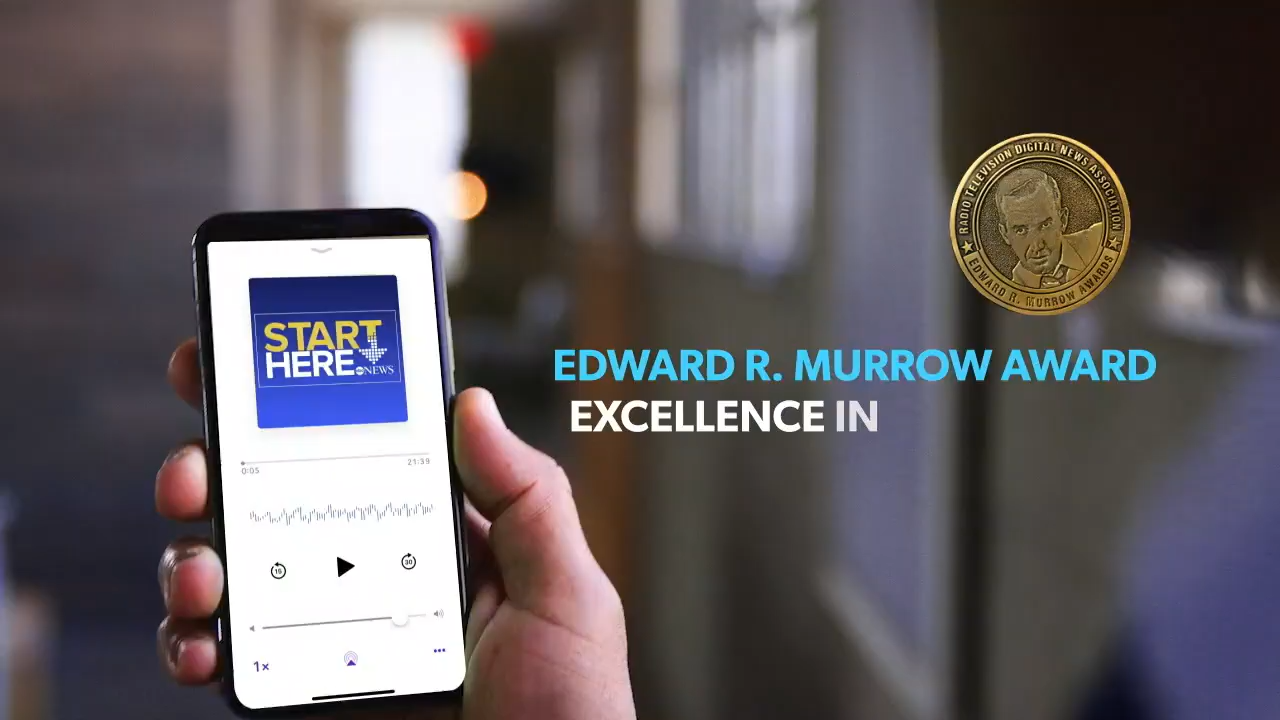 START
HERE
abc NEWS
0:05
21:39
15
30
1×
RADIO TELEVISION DIGITAL NEWS ASSOCIATION
EDWARD R. MURROW AWARDS
EDWARD R. MURROW AWARD
EXCELLENCE IN